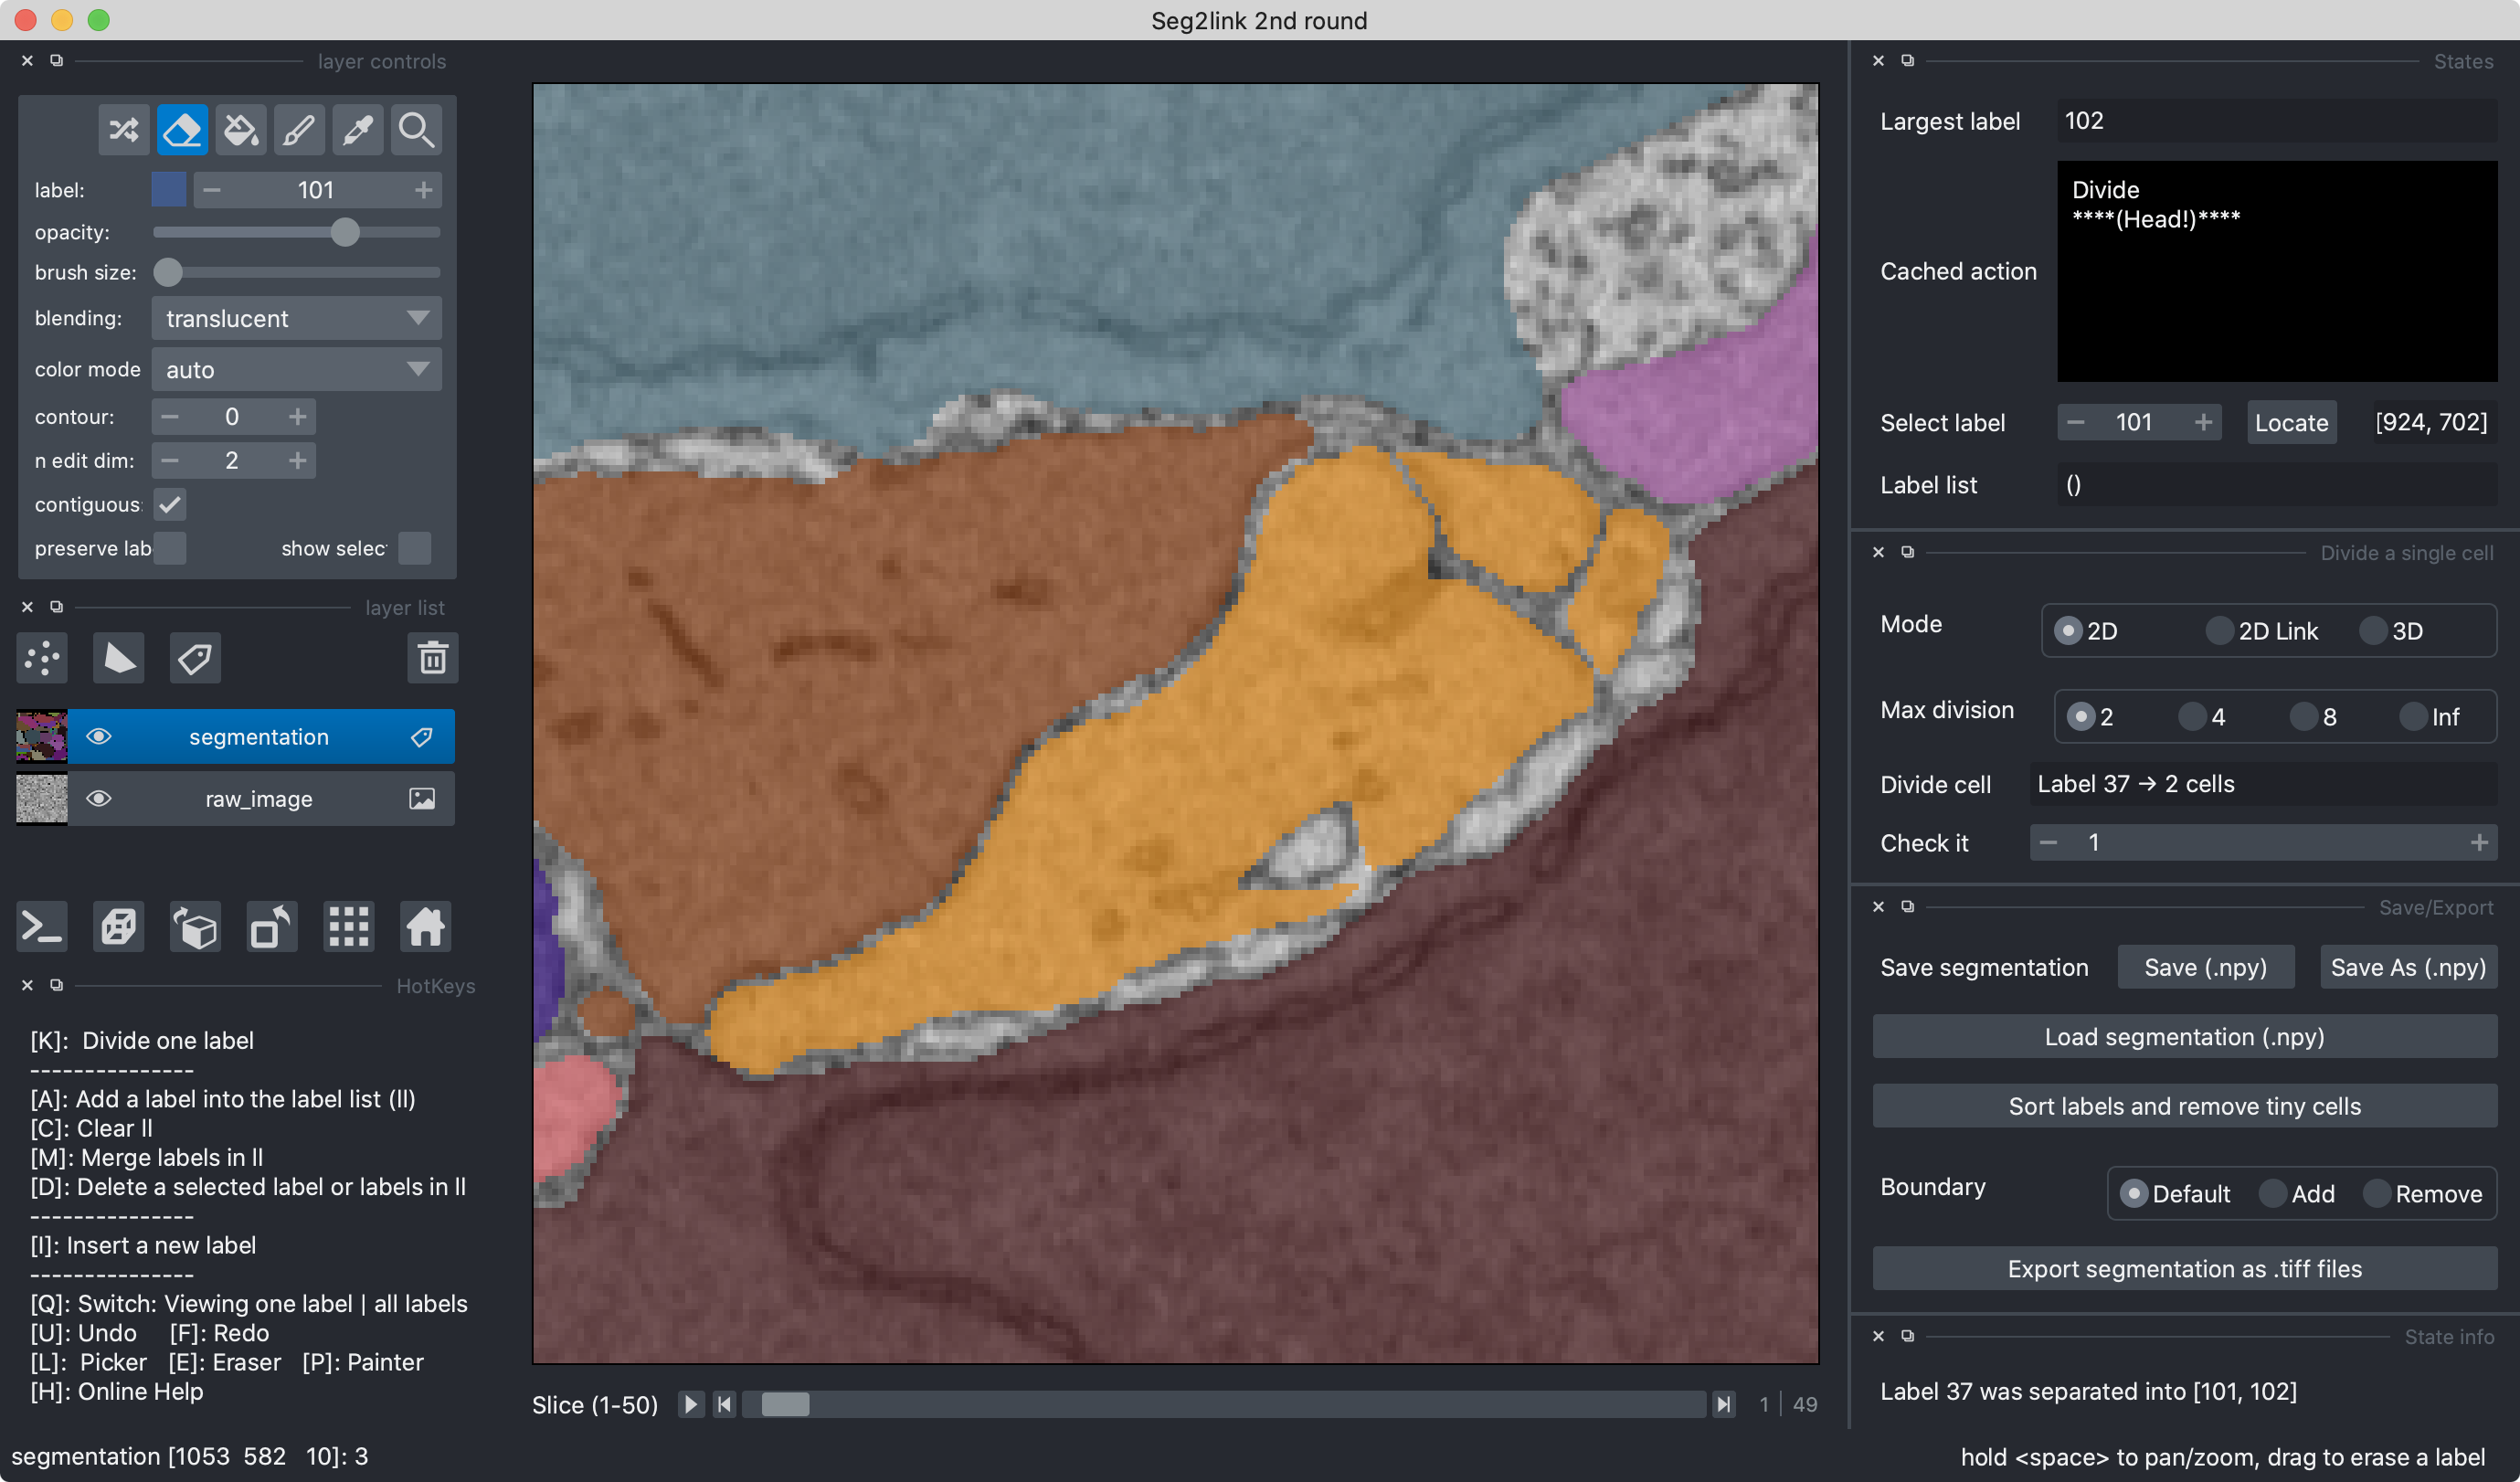 Seg2link 2nd round
layer controls
label: 101
opacity:
brush size:
blending: translucent
color mode auto
contour: 0
n edit dim: 2
contiguous:
preserve lab show selec
layer list
segmentation
raw_image
HotKeys
[K]: Divide one label
---------------
[A]: Add a label into the label list (ll)
[C]: Clear ll
[M]: Merge labels in ll
[D]: Delete a selected label or labels in ll
---------------
[I]: Insert a new label
---------------
[Q]: Switch: Viewing one label | all labels
[U]: Undo [F]: Redo
[L]: Picker [E]: Eraser [P]: Painter
[H]: Online Help
segmentation [1053 582 10]: 3
Slice (1-50) 1 | 49
States
Largest label 102
Cached action
Divide
****(Head!)****
Select label 101 Locate [924, 702]
Label list ()
Divide a single cell
Mode 2D 2D Link 3D
Max division 2 4 8 Inf
Divide cell Label 37 → 2 cells
Check it 1
Save/Export
Save segmentation Save (.npy) Save As (.npy)
Load segmentation (.npy)
Sort labels and remove tiny cells
Boundary Default Add Remove
Export segmentation as .tiff files
State info
Label 37 was separated into [101, 102]
hold <space> to pan/zoom, drag to erase a label